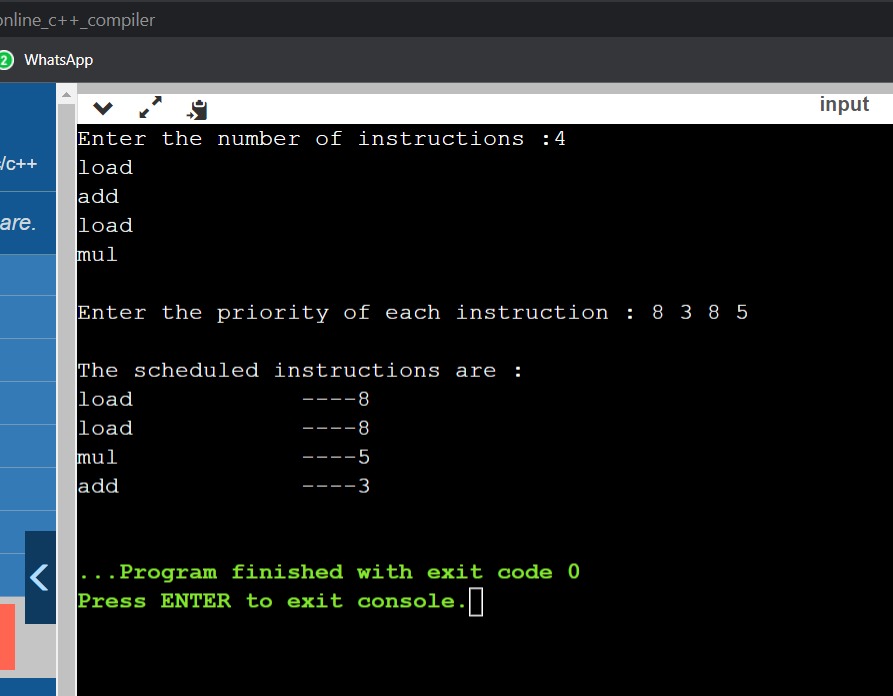 online_c++_compiler
2 WhatsApp
input
/c++
are.
Enter the number of instructions :4
load
add
load
mul
Enter the priority of each instruction : 8 3 8 5
The scheduled instructions are :
load ----8
load ----8
mul ----5
add ----3
...Program finished with exit code 0
Press ENTER to exit console.